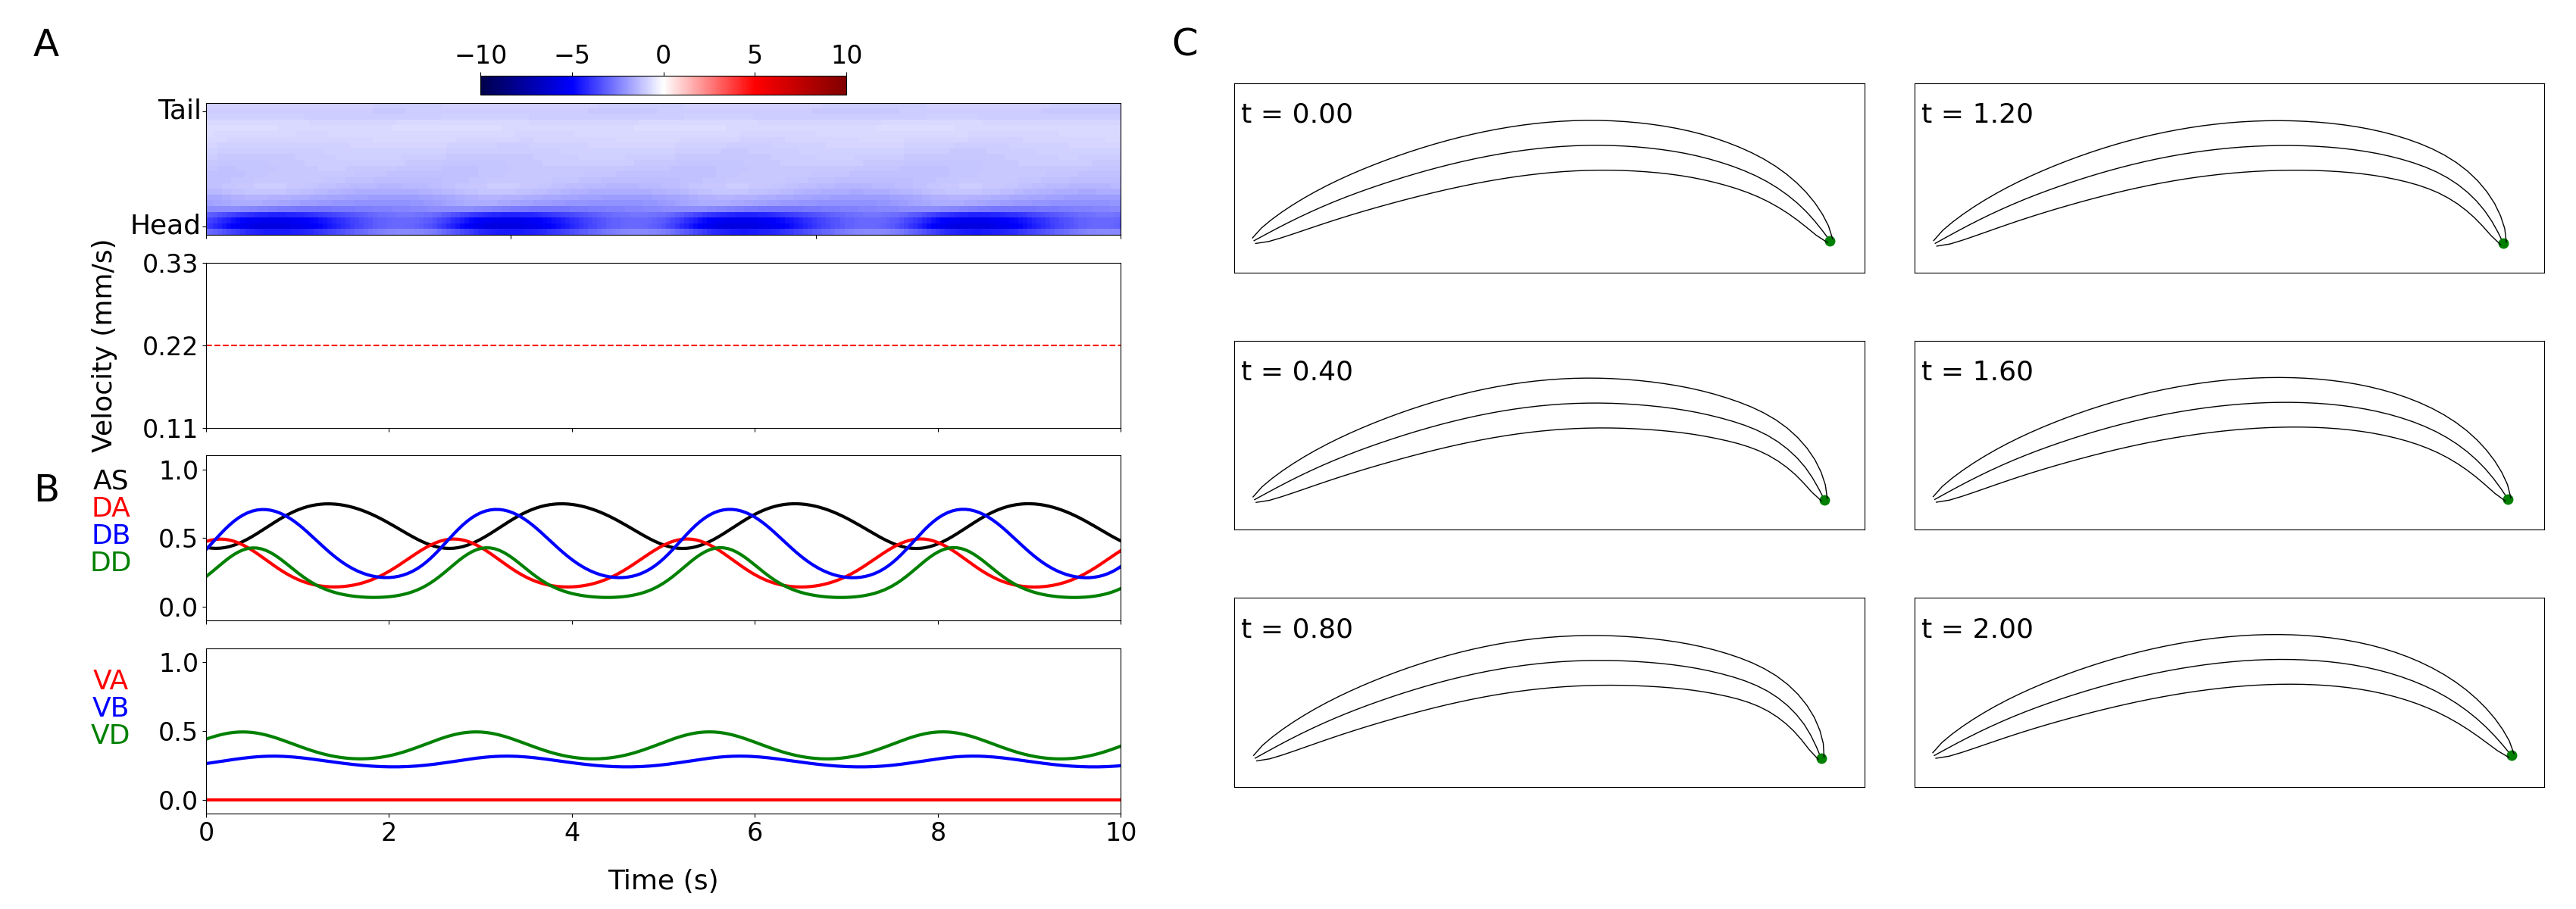 A
−10 −5 0 5 10
Tail
Head
Velocity (mm/s)
0.33
0.22
0.11
B
AS
DA
DB
DD
1.0
0.5
0.0
VA
VB
VD
1.0
0.5
0.0
0 2 4 6 8 10
Time (s)
C
t = 0.00
t = 1.20
t = 0.40
t = 1.60
t = 0.80
t = 2.00